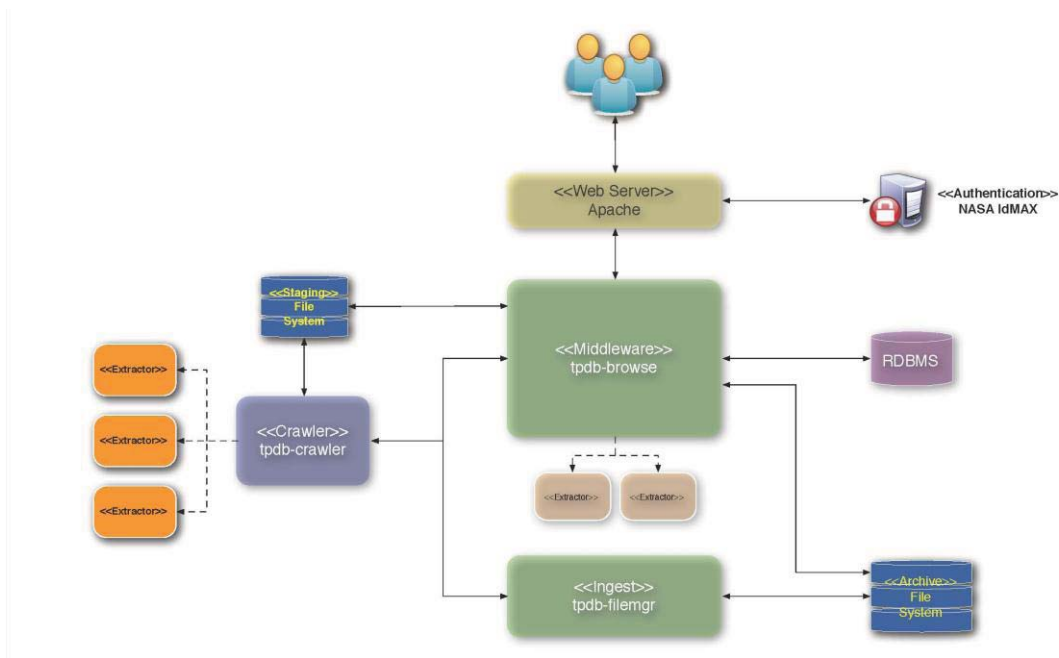 <<Web Server>>
Apache
<<Authentication>>
NASA IdMAX
<<Staging>>
File
System
<<Middleware>>
tpdb-browse
RDBMS
<<Extractor>>
<<Extractor>>
<<Extractor>>
<<Crawler>>
tpdb-crawler
<<Extractor>>
<<Extractor>>
<<Ingest>>
tpdb-filemgr
<<Archive>>
File
System